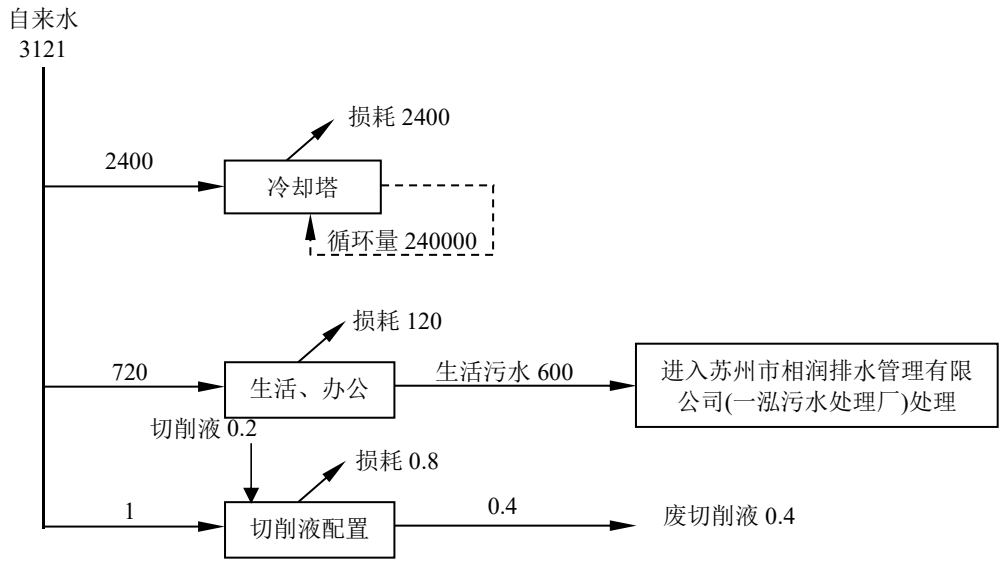 自来水
3121
损耗 2400
2400
冷却塔
循环量 240000
损耗 120
720
生活、办公
生活污水 600
进入苏州市相润排水管理有限
公司(一泓污水处理厂)处理
切削液 0.2
损耗 0.8
1
切削液配置
0.4
废切削液 0.4